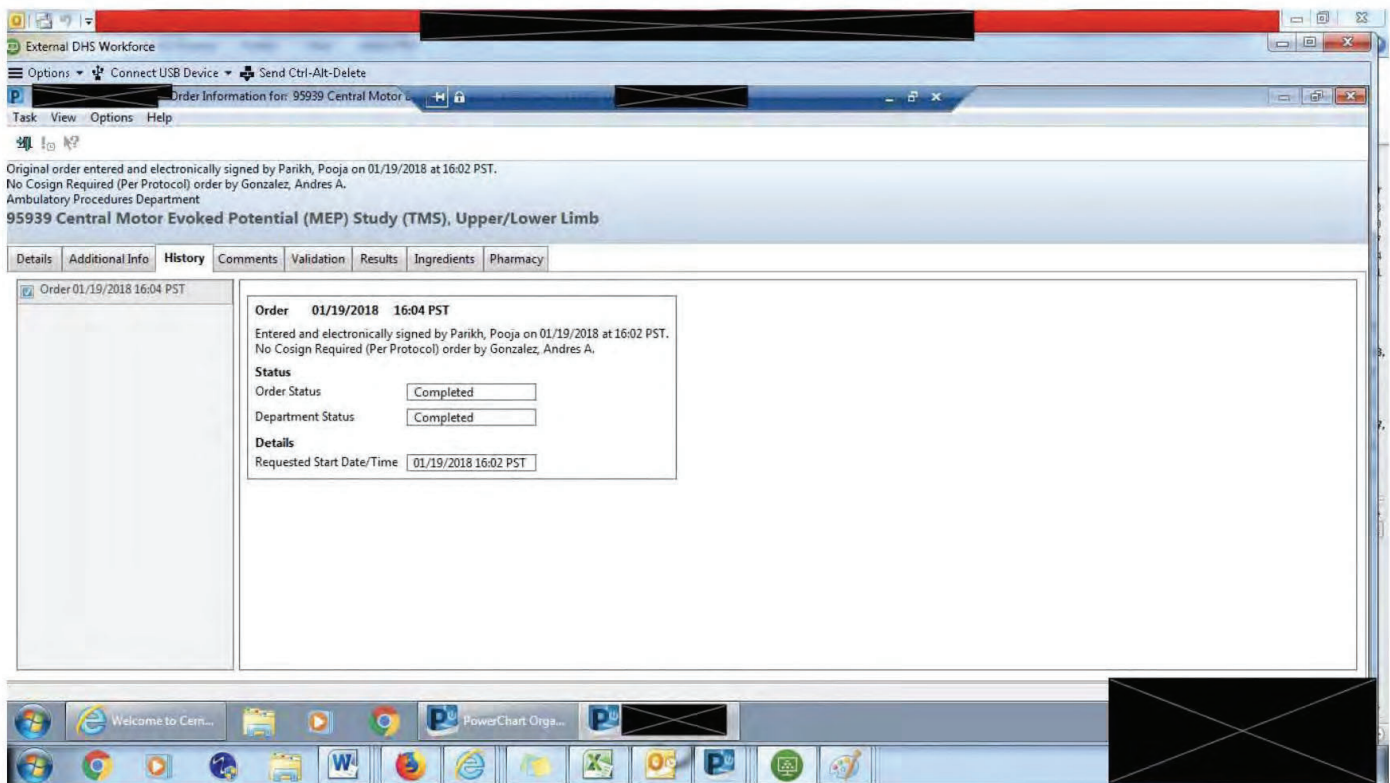 External DHS Workforce
Options Connect USB Device Send Ctrl-Alt-Delete
Order Information for: 95939 Central Motor
Task View Options Help
Original order entered and electronically signed by Parikh, Pooja on 01/19/2018 at 16:02 PST.
No Cosign Required (Per Protocol) order by Gonzalez, Andres A.
Ambulatory Procedures Department
95939 Central Motor Evoked Potential (MEP) Study (TMS), Upper/Lower Limb
Details Additional Info History Comments Validation Results Ingredients Pharmacy
Order 01/19/2018 16:04 PST
Order 01/19/2018 16:04 PST
Entered and electronically signed by Parikh, Pooja on 01/19/2018 at 16:02 PST.
No Cosign Required (Per Protocol) order by Gonzalez, Andres A.
Status
Order Status Completed
Department Status Completed
Details
Requested Start Date/Time 01/19/2018 16:02 PST
Welcome to Cern... PowerChart Orga...